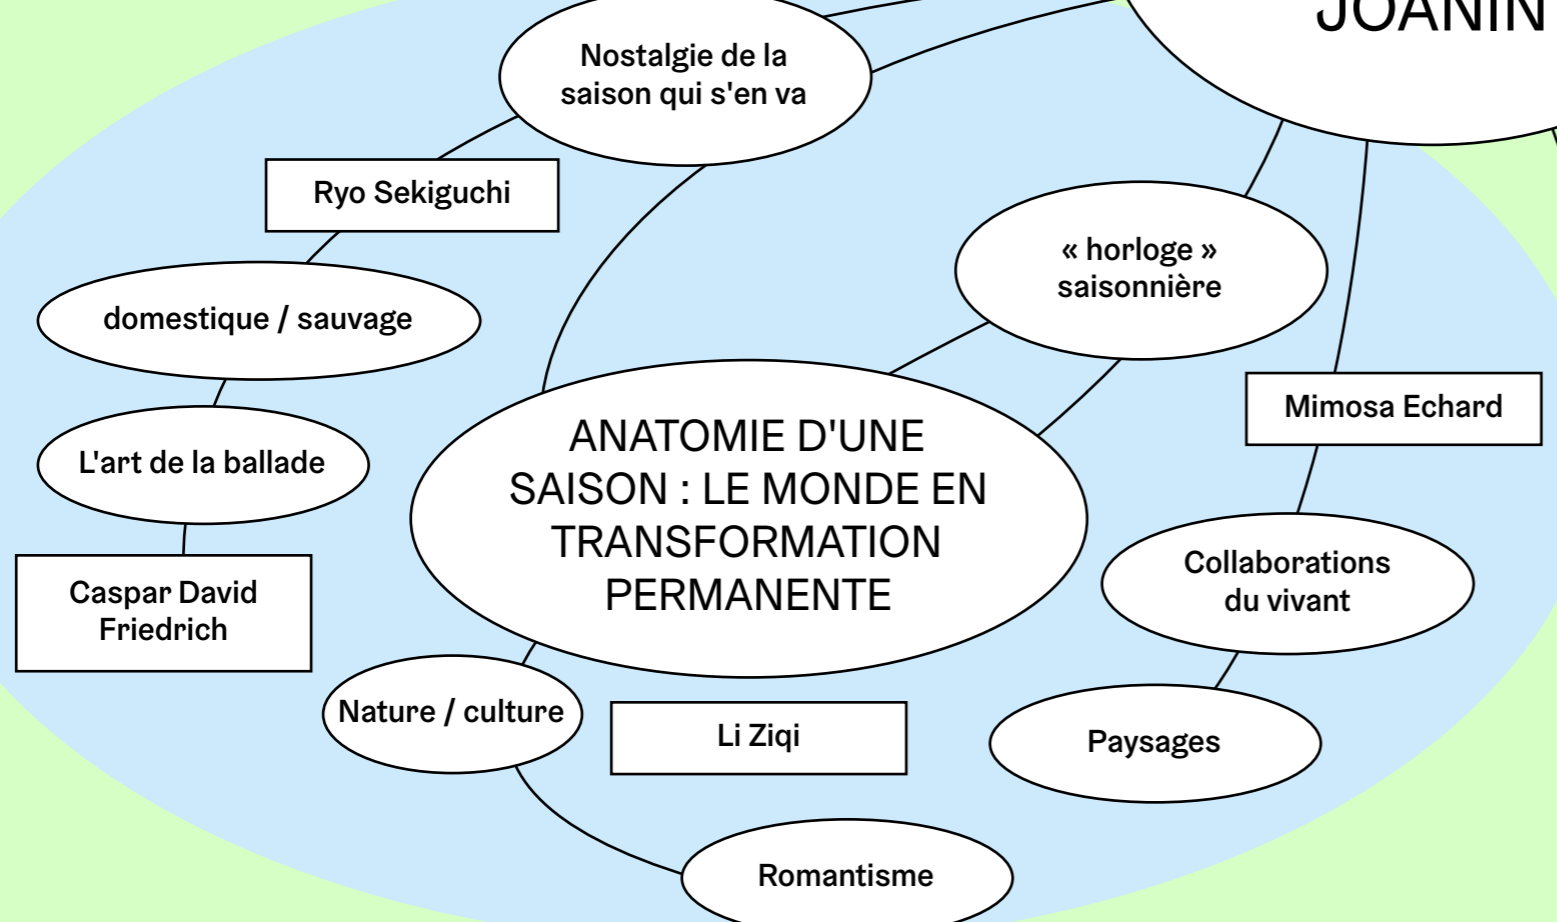 JOANIN
Nostalgie de la
saison qui s'en va
Ryo Sekiguchi
« horloge »
saisonnière
domestique / sauvage
Mimosa Echard
L'art de la ballade
ANATOMIE D'UNE
SAISON : LE MONDE EN
TRANSFORMATION
PERMANENTE
Collaborations
du vivant
Caspar David
Friedrich
Nature / culture
Li Ziqi
Paysages
Romantisme